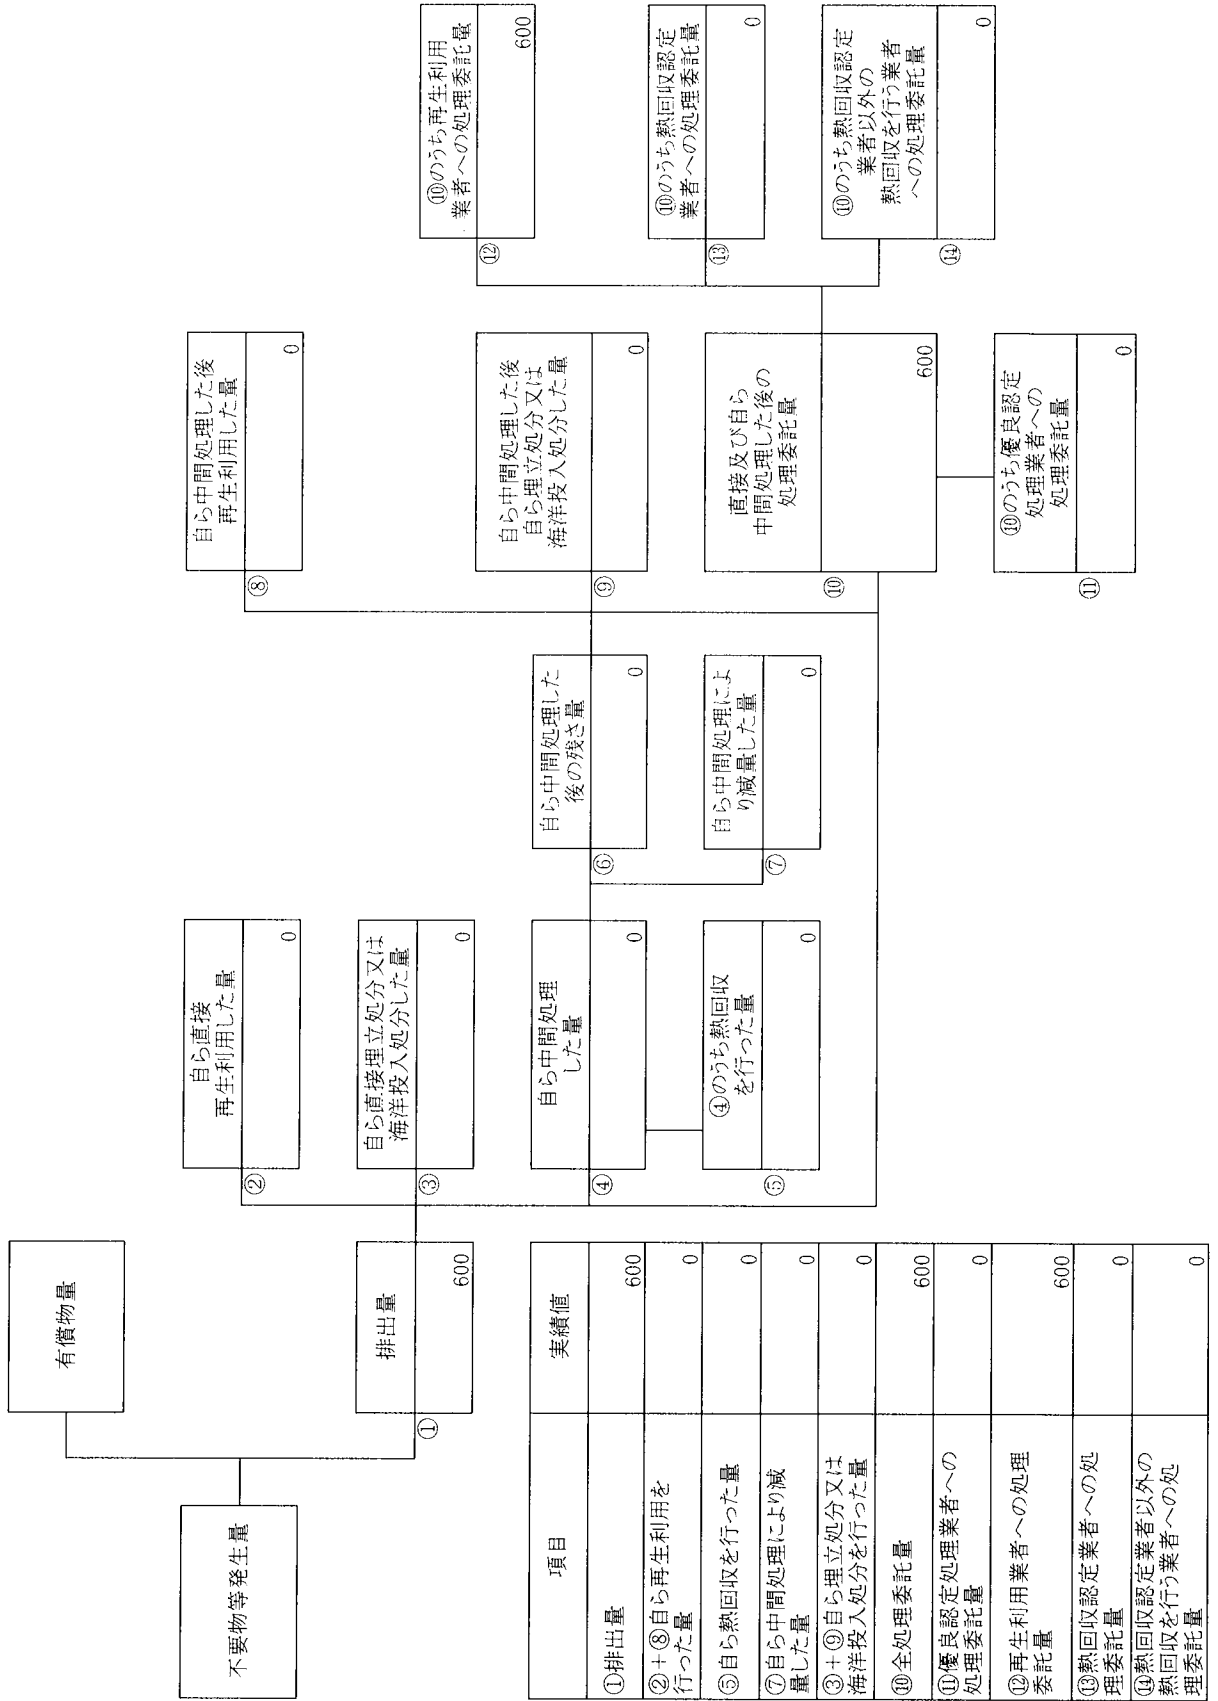 不要物等発生量
有償物量
排出量
①
600
自ら直接
再生利用した量
②
0
自ら直接埋立処分又は
海洋投入処分した量
③
0
自ら中間処理
した量
④
0
④のうち熱回収
を行った量
⑤
0
自ら中間処理した
後の残さ量
⑥
0
自ら中間処理によ
り減量した量
⑦
0
自ら中間処理した後
再生利用した量
⑧
0
自ら中間処理した後
自ら埋立処分又は
海洋投入処分した量
⑨
0
直接及び自ら
中間処理した後の
処理委託量
⑩
600
⑩のうち優良認定
処理業者への
処理委託量
⑪
0
⑩のうち再生利用
業者への処理委託量
⑫
600
⑩のうち熱回収認定
業者への処理委託量
⑬
0
⑩のうち熱回収認定
業者以外の
熱回収を行う業者
への処理委託量
⑭
0
項目 実績値
①排出量 600
②+⑧自ら再生利用を
行った量 0
⑤自ら熱回収を行った量 0
⑦自ら中間処理により減
量した量 0
③+⑨自ら埋立処分又は
海洋投入処分を行った量 0
⑩全処理委託量 600
⑪優良認定処理業者への
処理委託量 0
⑫再生利用業者への処理
委託量 600
⑬熱回収認定業者への処
理委託量 0
⑭熱回収認定業者以外の
熱回収を行う業者への処
理委託量 0